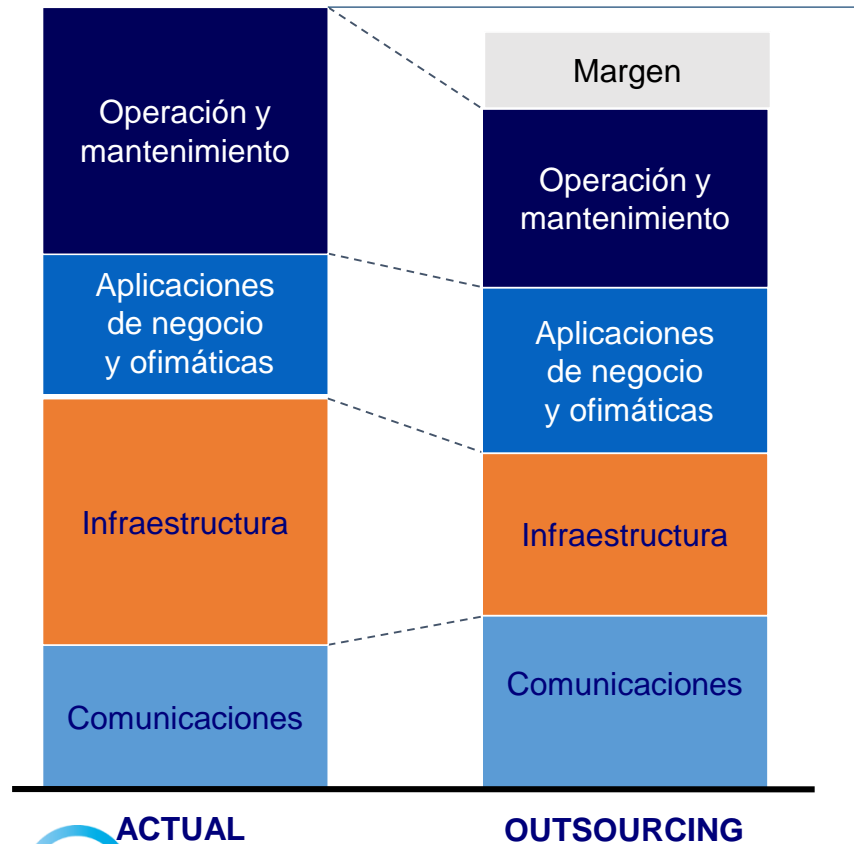 Operación y
mantenimiento
Aplicaciones
de negocio
y ofimáticas
Infraestructura
Comunicaciones
ACTUAL
Margen
Operación y
mantenimiento
Aplicaciones
de negocio
y ofimáticas
Infraestructura
Comunicaciones
OUTSOURCING